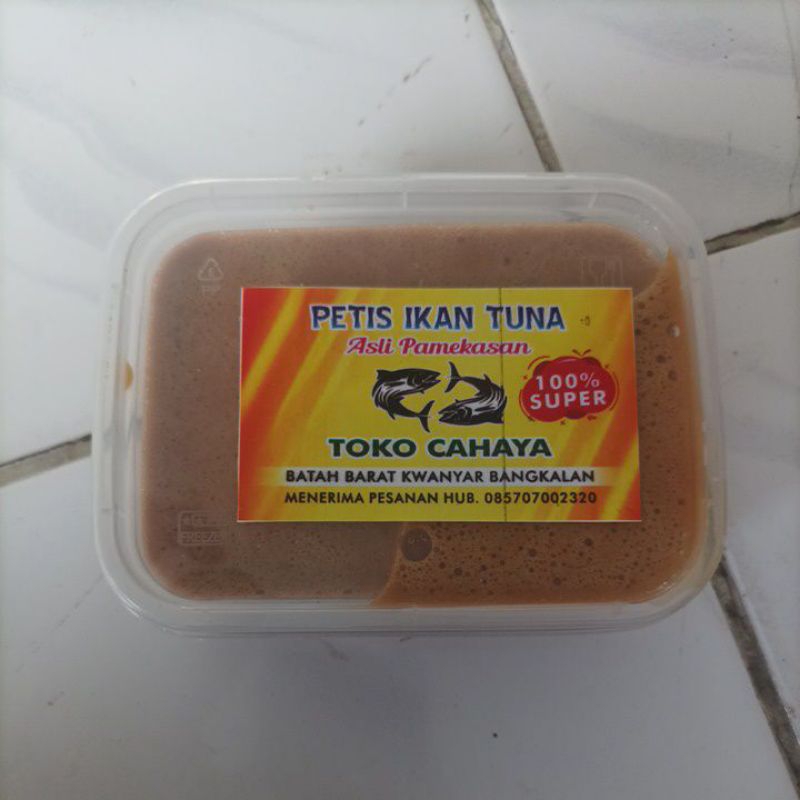 PETIS IKAN TUNA
Asli Pamekasan
100%
SUPER
TOKO CAHAYA
BATAH BARAT KWANYAR BANGKALAN
MENERIMA PESANAN HUB. 085707002320